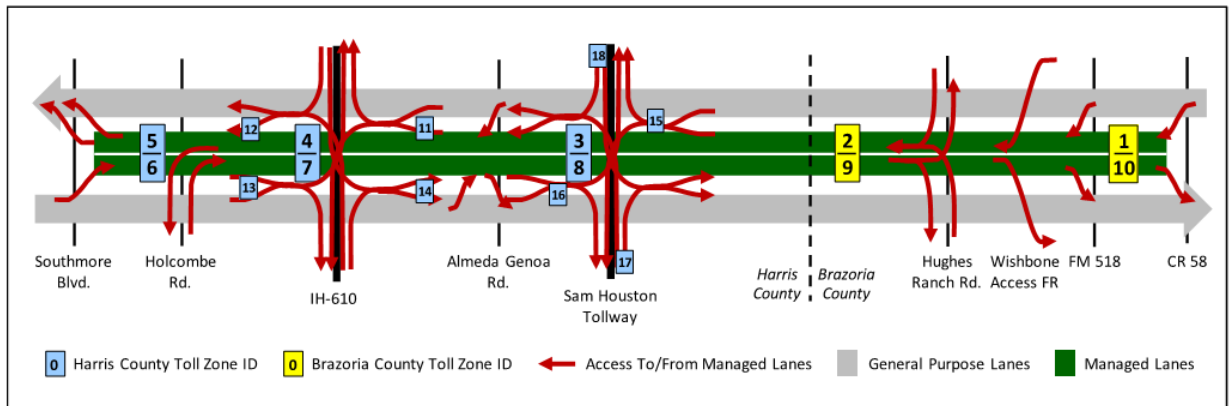 18
5
6
12
4
7
11
3
8
15
2
9
1
10
13
14
16
17
Southmore
Blvd.
Holcombe
Rd.
IH-610
Almeda Genoa
Rd.
Sam Houston
Tollway
Harris
County
Brazoria
County
Hughes
Ranch Rd.
Wishbone
Access FR
FM 518
CR 58
0 Harris County Toll Zone ID
0 Brazoria County Toll Zone ID
Access To/From Managed Lanes
General Purpose Lanes
Managed Lanes